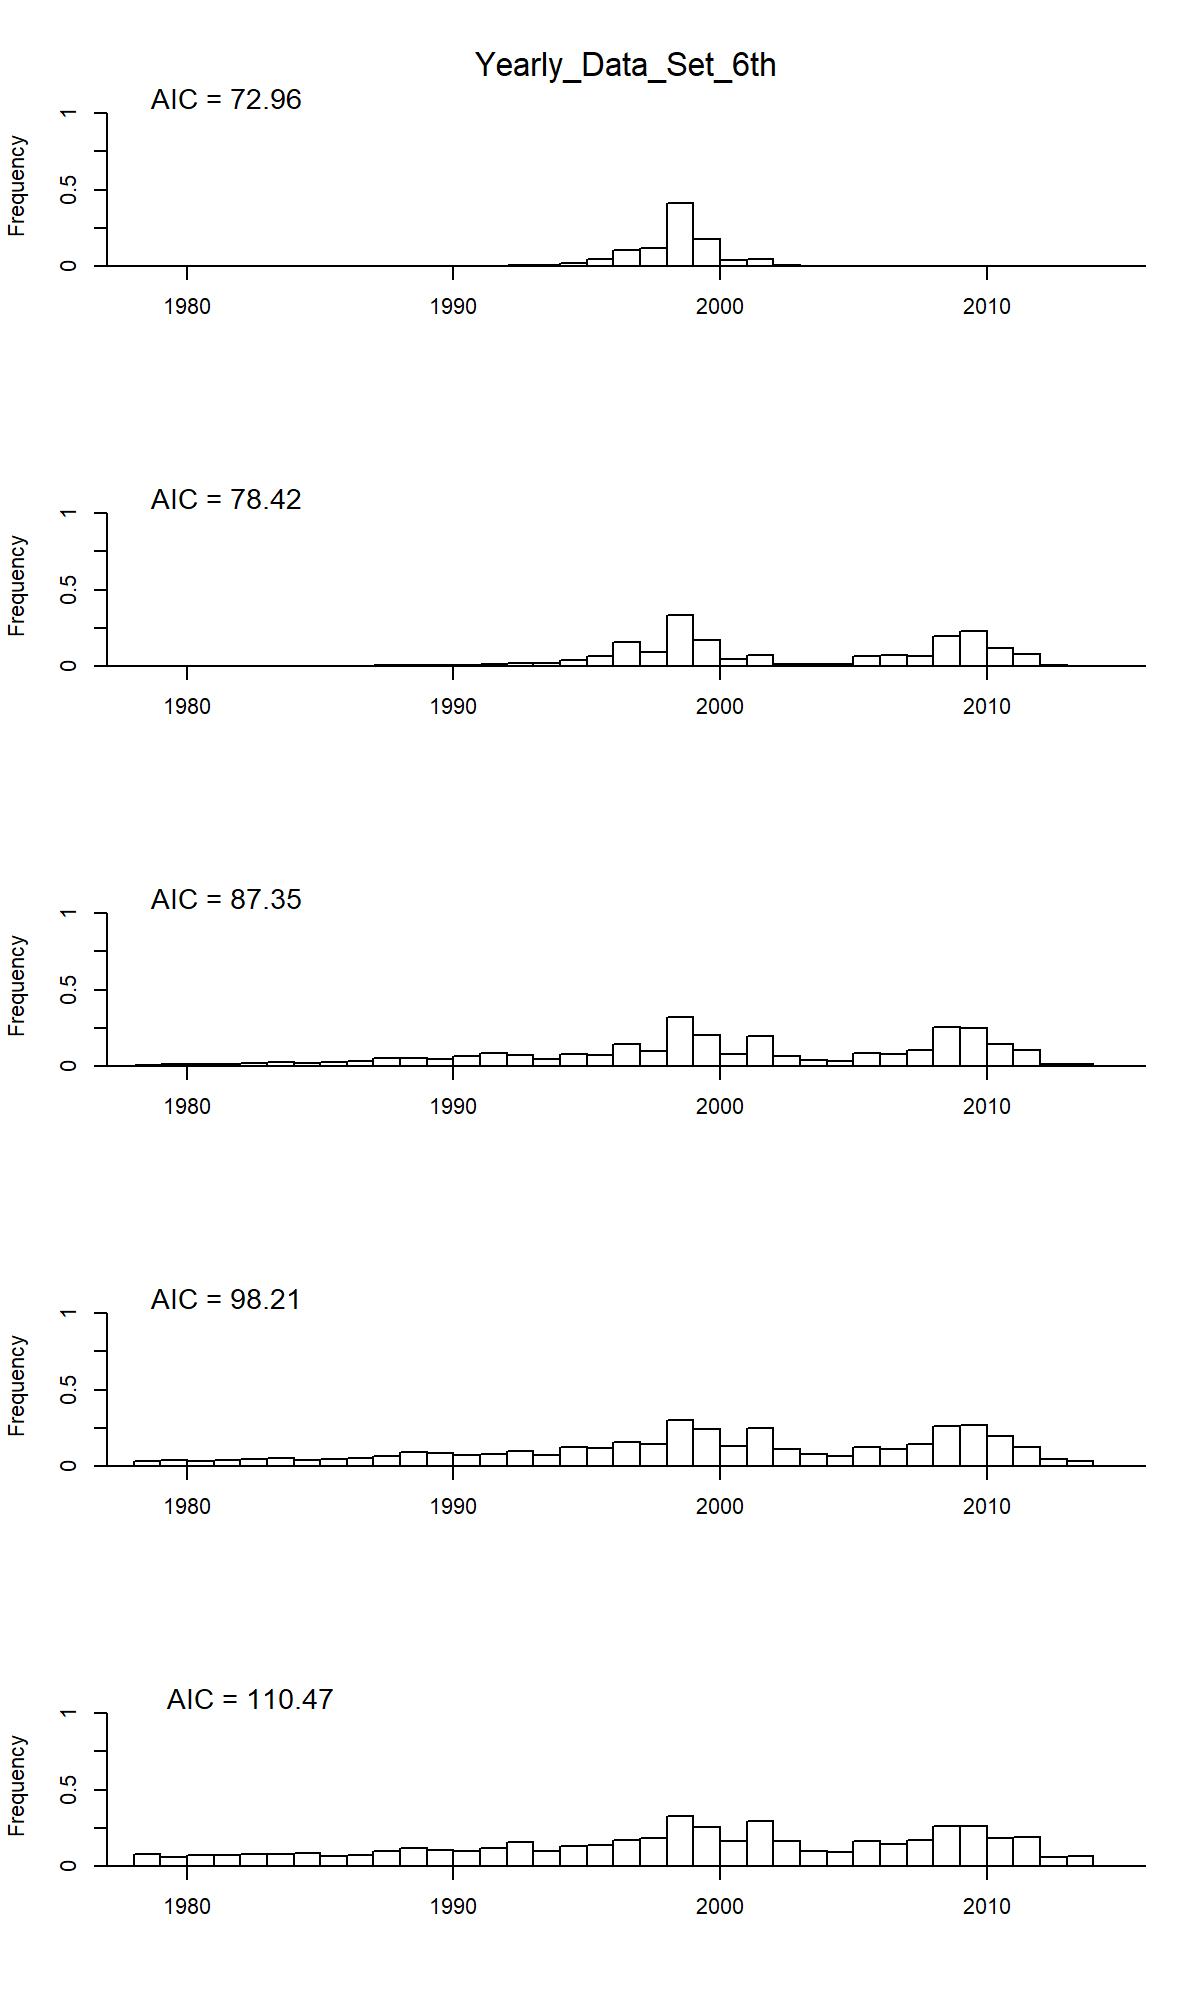 Yearly_Data_Set_6th
AIC = 72.96
Frequency
0 0.5 1
1980 1990 2000 2010
AIC = 78.42
Frequency
0 0.5 1
1980 1990 2000 2010
AIC = 87.35
Frequency
0 0.5 1
1980 1990 2000 2010
AIC = 98.21
Frequency
0 0.5 1
1980 1990 2000 2010
AIC = 110.47
Frequency
0 0.5 1
1980 1990 2000 2010